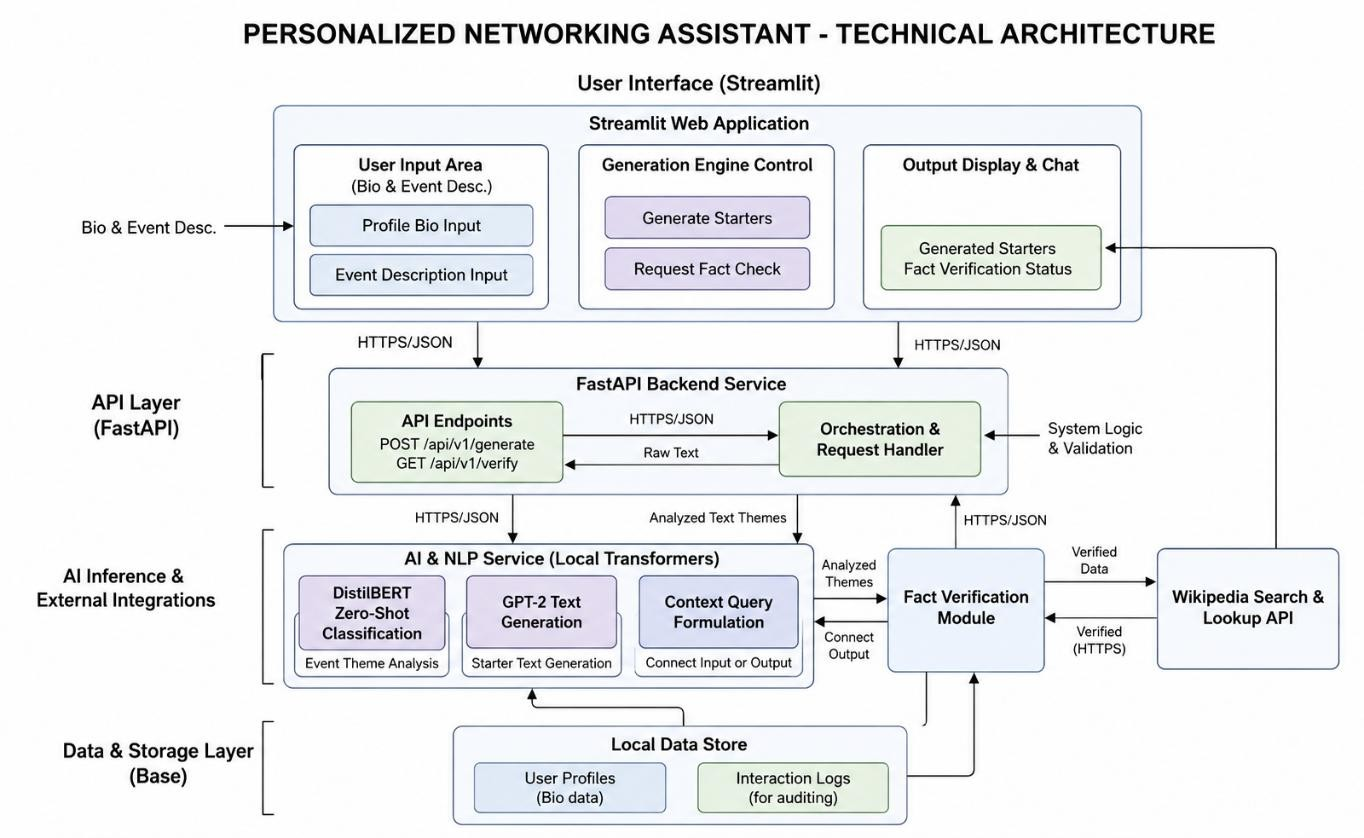 PERSONALIZED NETWORKING ASSISTANT - TECHNICAL ARCHITECTURE
User Interface (Streamlit)
Streamlit Web Application
User Input Area
(Bio & Event Desc.)
Profile Bio Input
Event Description Input
Generation Engine Control
Generate Starters
Request Fact Check
Output Display & Chat
Generated Starters
Fact Verification Status
Bio & Event Desc.
HTTPS/JSON
HTTPS/JSON
API Layer
(FastAPI)
FastAPI Backend Service
API Endpoints
POST /api/v1/generate
GET /api/v1/verify
HTTPS/JSON
Raw Text
Orchestration &
Request Handler
System Logic
& Validation
HTTPS/JSON
Analyzed Text Themes
HTTPS/JSON
AI Inference &
External Integrations
AI & NLP Service (Local Transformers)
DistilBERT
Zero-Shot
Classification
Event Theme Analysis
GPT-2 Text
Generation
Starter Text Generation
Context Query
Formulation
Connect Input or Output
Analyzed
Themes
Connect
Output
Fact Verification
Module
Verified
Data
Verified
(HTTPS)
Wikipedia Search &
Lookup API
Data & Storage Layer
(Base)
Local Data Store
User Profiles
(Bio data)
Interaction Logs
(for auditing)